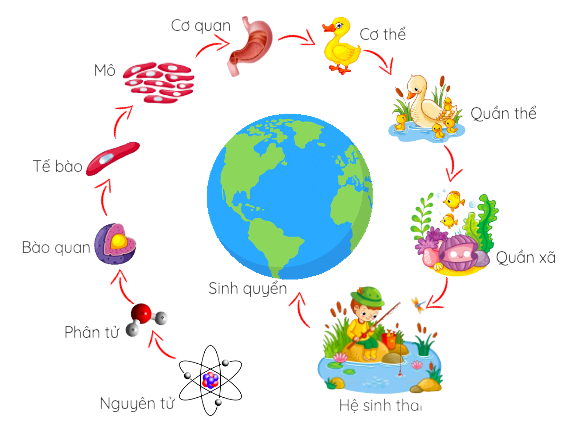 Cơ quan
Cơ thể
Mô
Quần thể
Tế bào
Bào quan
Quần xã
Sinh quyển
Phân tử
Nguyên tử
Hệ sinh thai